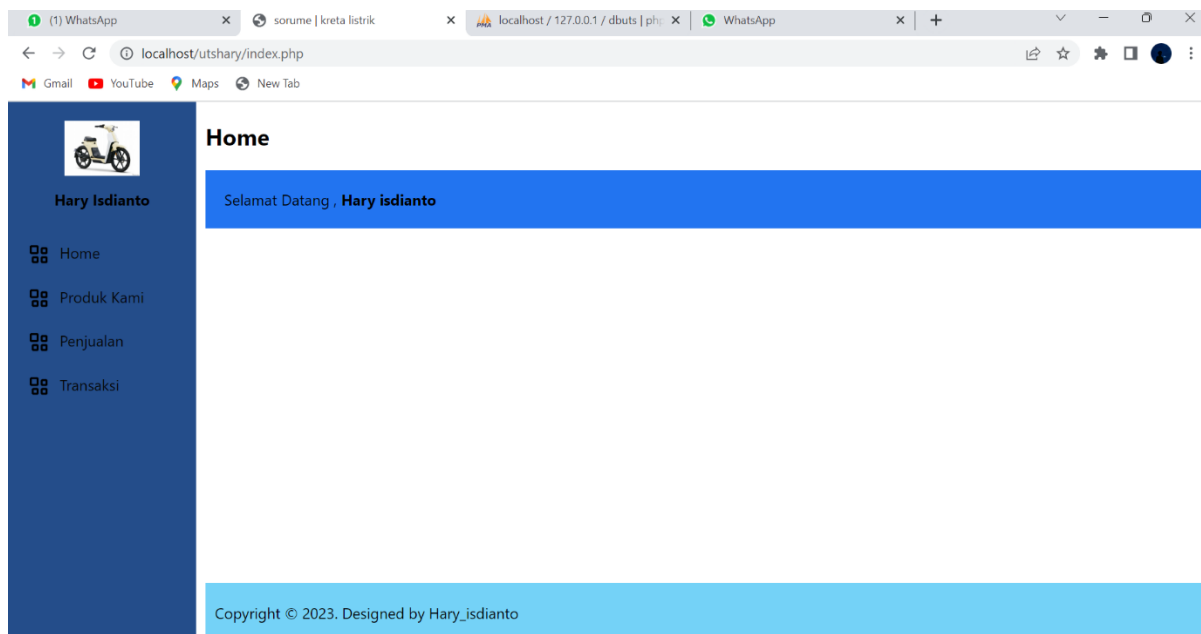 (1) WhatsApp
sorume | kreta listrik
localhost / 127.0.0.1 / dbuts | php
WhatsApp
localhost/utshary/index.php
Gmail
YouTube
Maps
New Tab
Home
Hary Isdianto
Selamat Datang , Hary isdianto
Home
Produk Kami
Penjualan
Transaksi
Copyright © 2023. Designed by Hary_isdianto